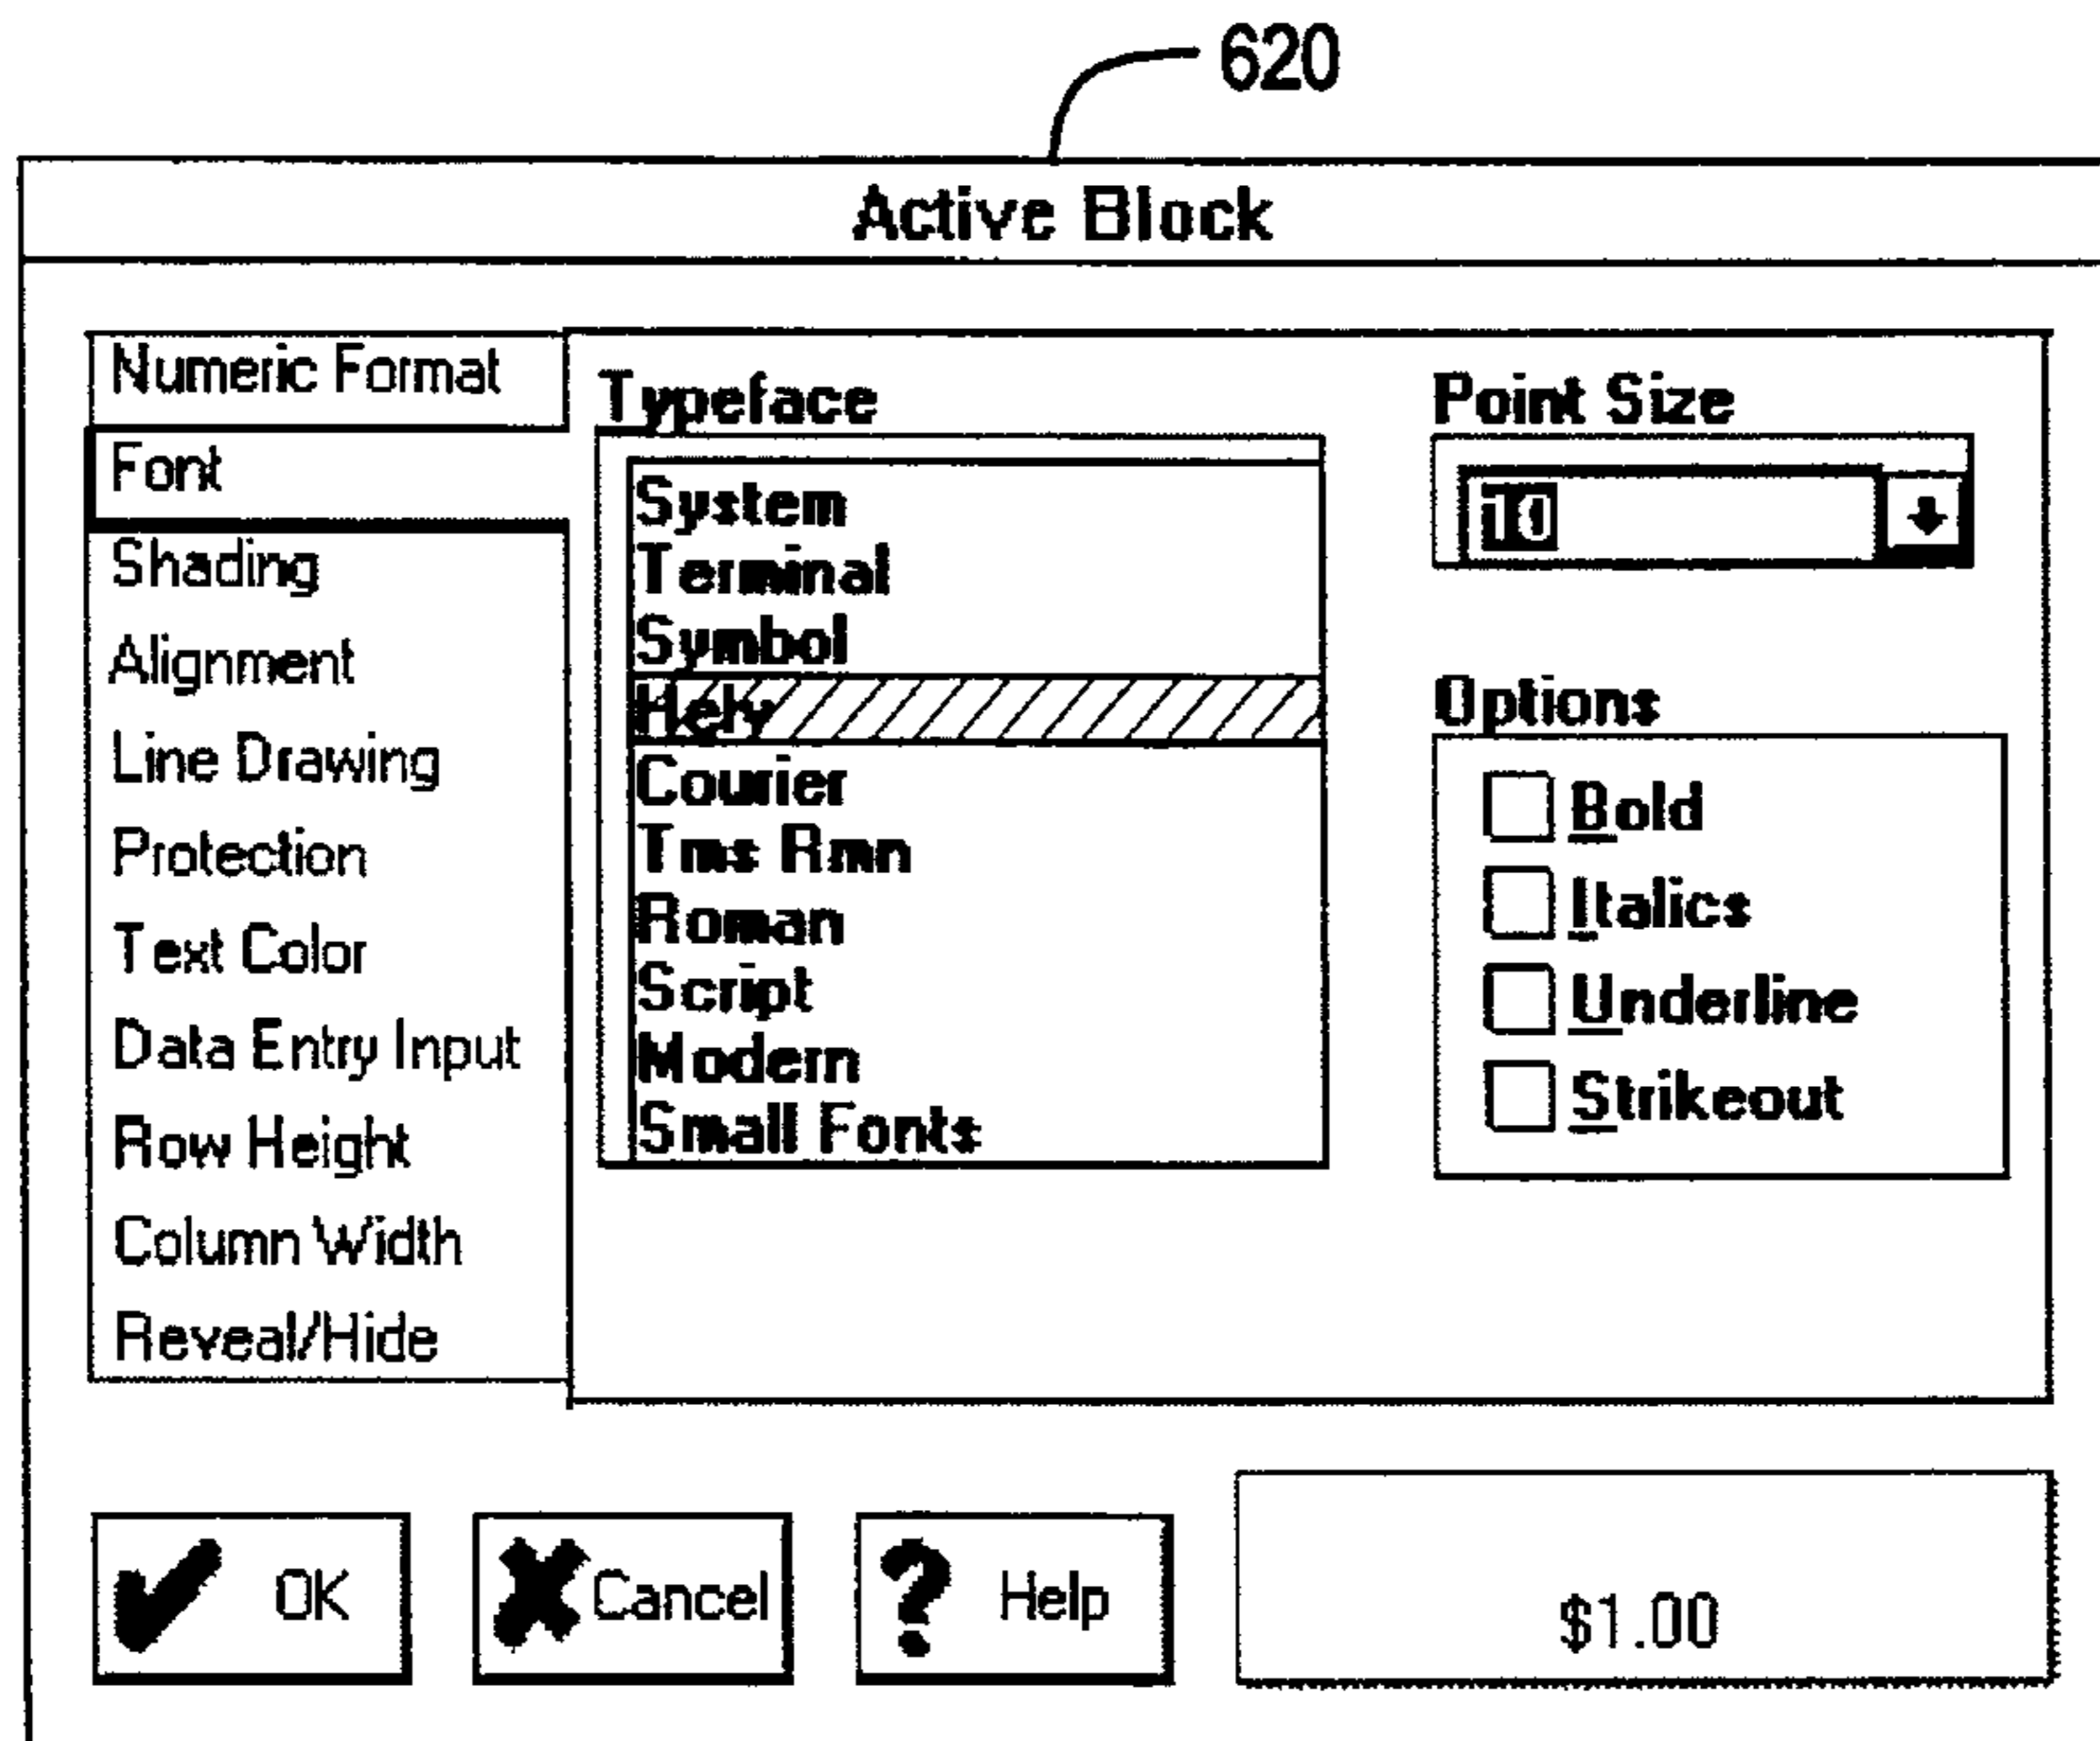 620
Active Block
Numeric Format
Font
Shading
Alignment
Line Drawing
Protection
Text Color
Data Entry Input
Row Height
Column Width
Reveal/Hide
Typeface
System
Terminal
Symbol
Helv
Courier
Tms Rmn
Roman
Script
Modern
Small Fonts
Point Size
10
Options
Bold
Italics
Underline
Strikeout
OK
Cancel
Help
$1.00